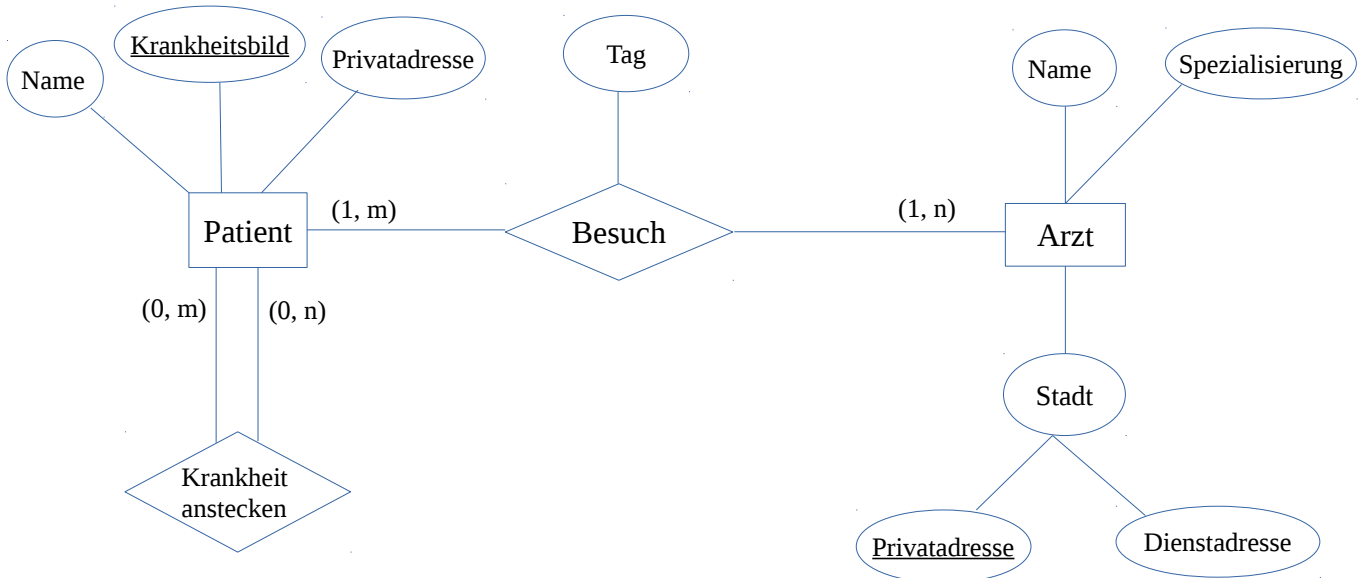 Name
Krankheitsbild
Privatadresse
Tag
Name
Spezialisierung
Patient
(1, m)
Besuch
(1, n)
Arzt
(0, m)
(0, n)
Stadt
Krankheit
anstecken
Privatadresse
Dienstadresse